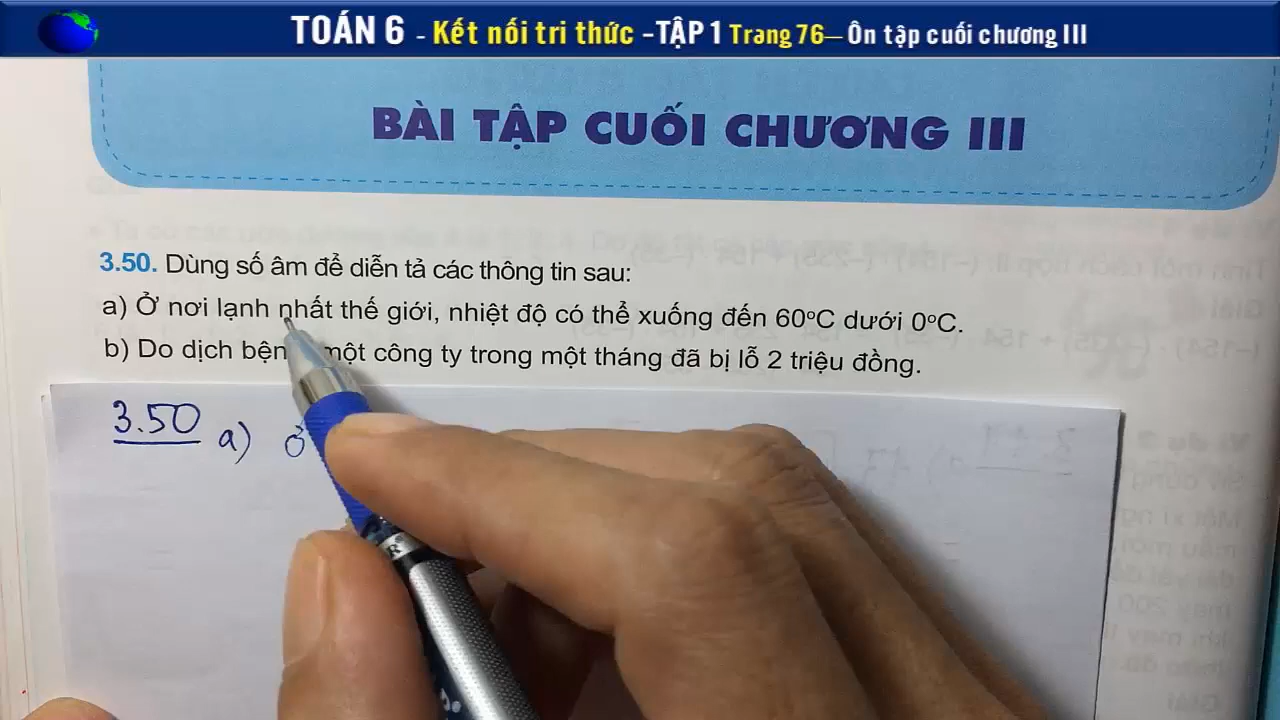 TOÁN 6 - Kết nối tri thức -TẬP 1 Trang 76– Ôn tập cuối chương III
BÀI TẬP CUỐI CHƯƠNG III
3.50. Dùng số âm để diễn tả các thông tin sau:
a) Ở nơi lạnh nhất thế giới, nhiệt độ có thể xuống đến 60°C dưới 0°C.
b) Do dịch bện một công ty trong một tháng đã bị lỗ 2 triệu đồng.
3.50 a) Ở